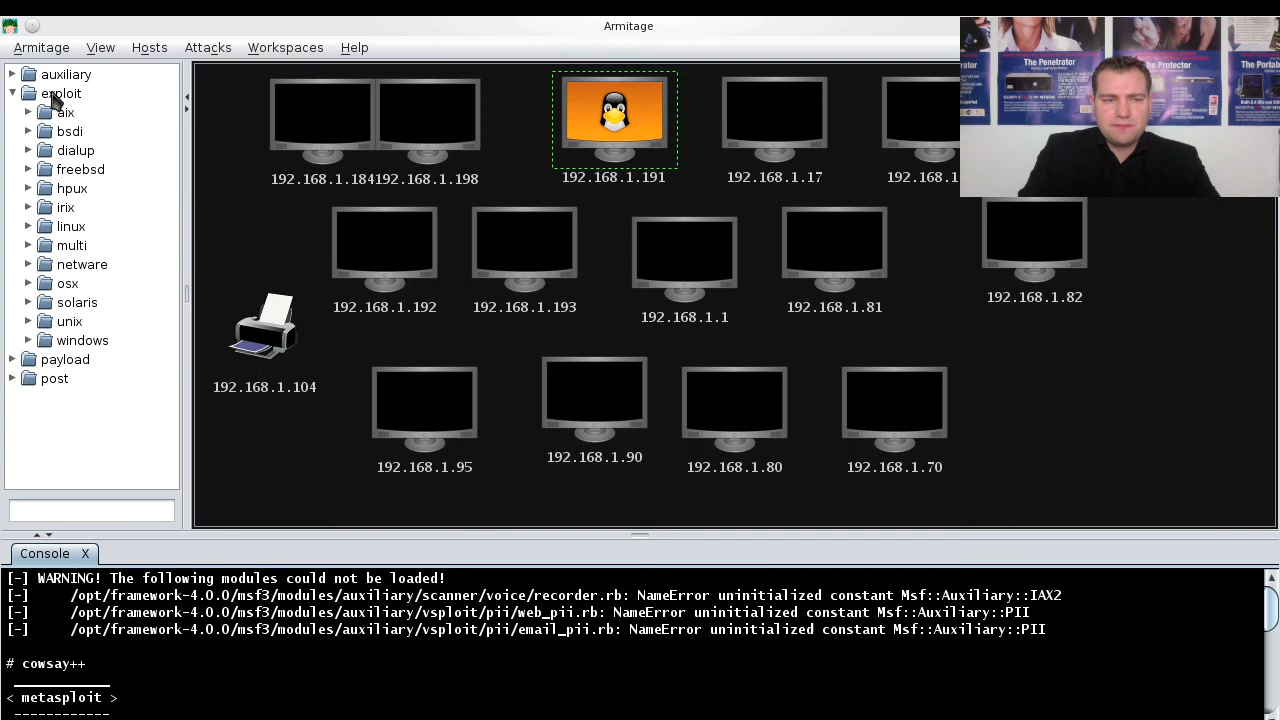 Armitage
Armitage View Hosts Attacks Workspaces Help
auxiliary
exploit
aix
bsdi
dialup
freebsd
hpux
irix
linux
multi
netware
osx
solaris
unix
windows
payload
post
192.168.1.184
192.168.1.198
192.168.1.191
192.168.1.17
192.168.1.192
192.168.1.193
192.168.1.1
192.168.1.81
192.168.1.82
192.168.1.104
192.168.1.95
192.168.1.90
192.168.1.80
192.168.1.70
The Penetrator
The Protector
Console X
[-] WARNING! The following modules could not be loaded!
[-] /opt/framework-4.0.0/msf3/modules/auxiliary/scanner/voice/recorder.rb: NameError uninitialized constant Msf::Auxiliary::IAX2
[-] /opt/framework-4.0.0/msf3/modules/auxiliary/vsploit/pii/web_pii.rb: NameError uninitialized constant Msf::Auxiliary::PII
[-] /opt/framework-4.0.0/msf3/modules/auxiliary/vsploit/pii/email_pii.rb: NameError uninitialized constant Msf::Auxiliary::PII
# cowsay++
____________
< metasploit >
------------